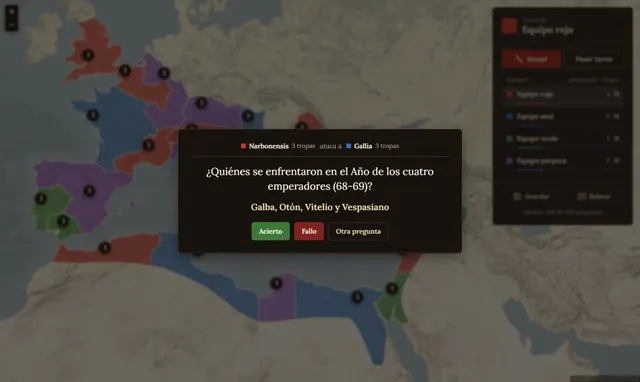 Equipo rojo
Atacar
Pasar turno
Equipo rojo
Equipo azul
Equipo verde
Equipo púrpura
Guardar
Narbonensis 3 tropas ataca a Gallia 3 tropas
¿Quiénes se enfrentaron en el Año de los cuatro
emperadores (68-69)?
Galba, Otón, Vitelio y Vespasiano
Acierto Fallo Otra pregunta